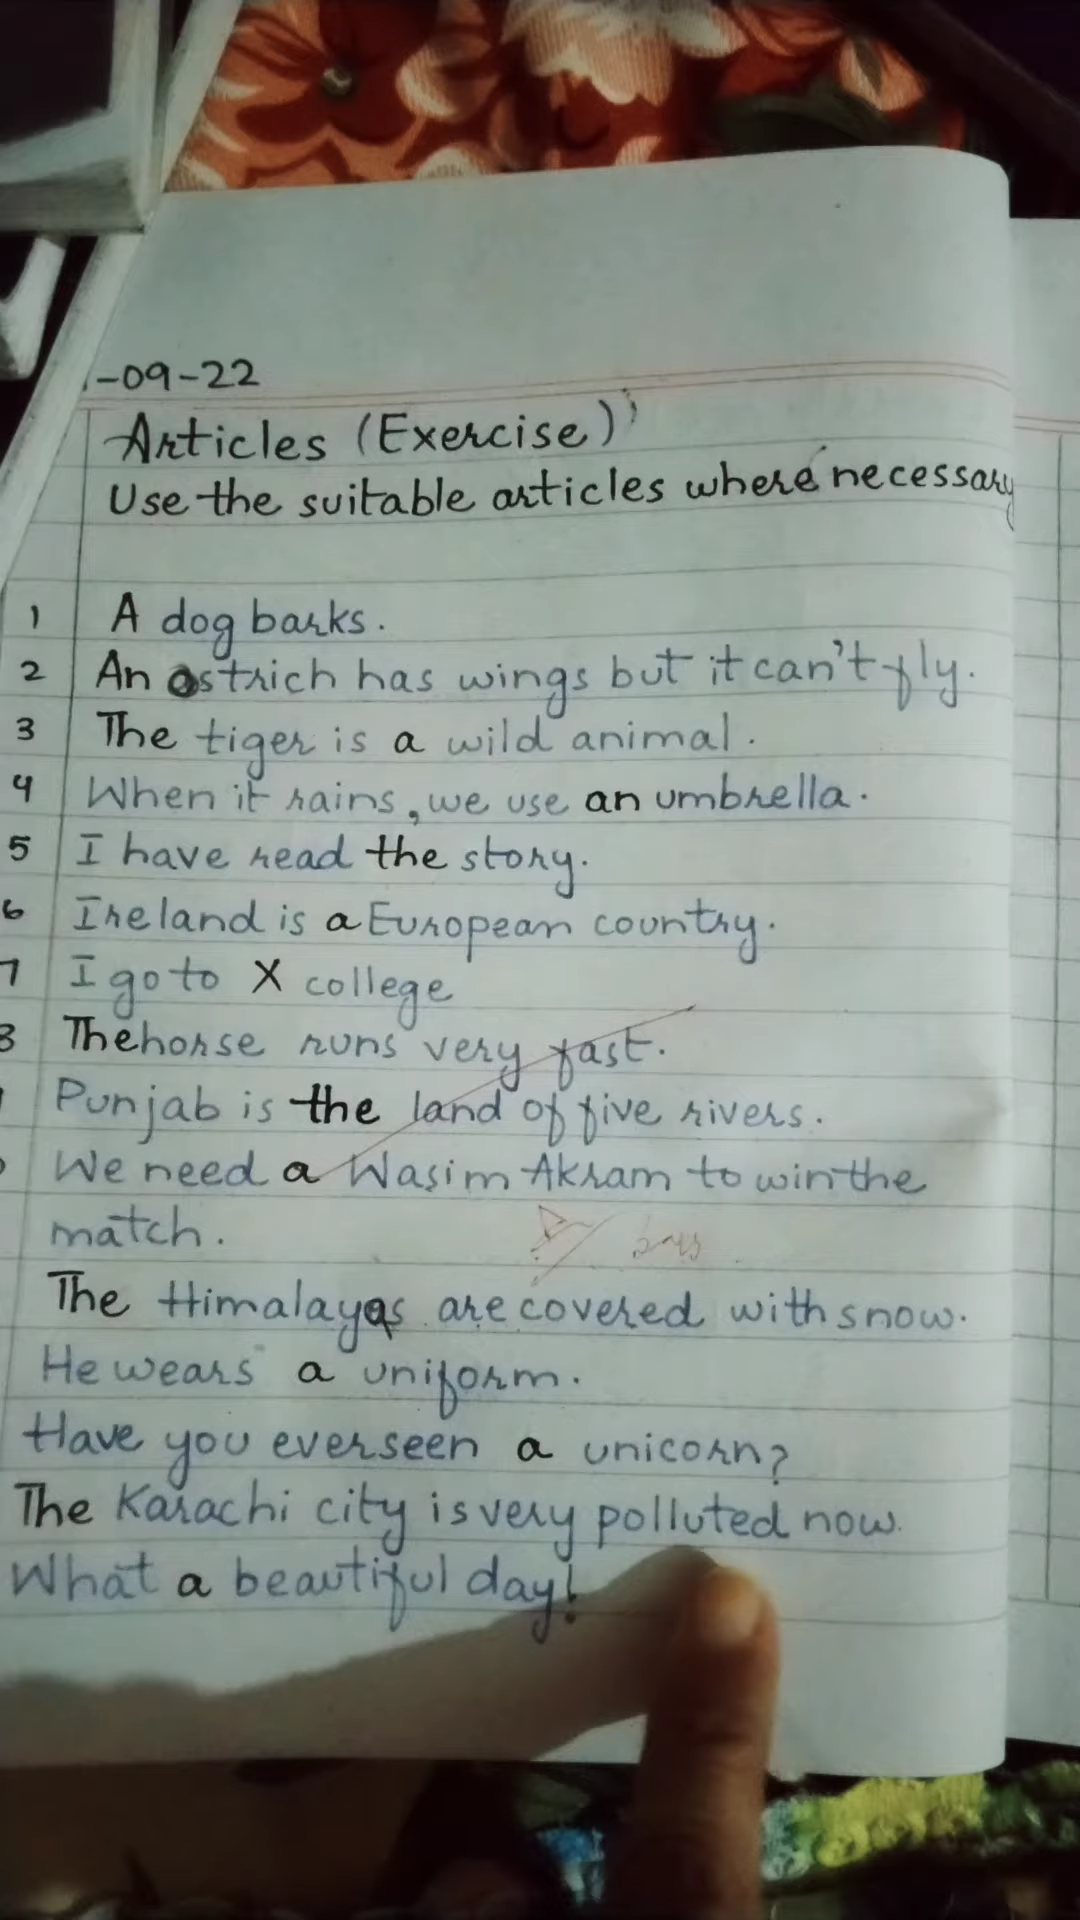 -09-22
Articles (Exercise)
Use the suitable articles where necessary
1 A dog barks.
2 An ostrich has wings but it can't fly.
3 The tiger is a wild animal.
4 When it rains, we use an umbrella.
5 I have read the story.
6 Ireland is a European country.
7 I go to X college
8 The horse runs very fast.
Punjab is the land of five rivers.
We need a Wasim Akram to win the
match.
The Himalayas are covered with snow.
He wears a uniform.
Have you ever seen a unicorn?
The Karachi city is very polluted now.
What a beautiful day!